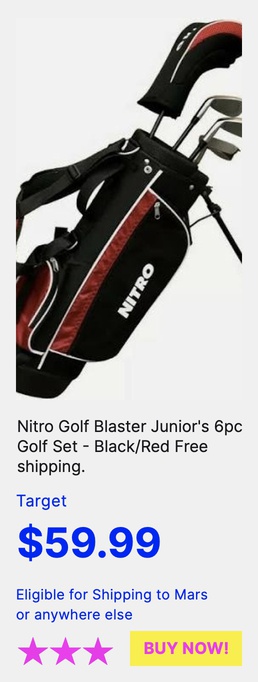 NITRO
Nitro Golf Blaster Junior's 6pc
Golf Set - Black/Red Free
shipping.
Target
$59.99
Eligible for Shipping to Mars
or anywhere else
BUY NOW!